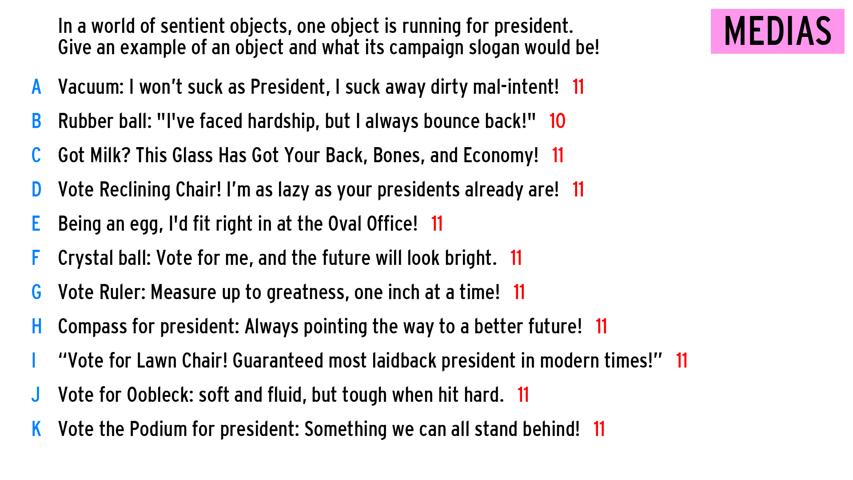 In a world of sentient objects, one object is running for president.
Give an example of an object and what its campaign slogan would be!
MEDIAS
A Vacuum: I won't suck as President, I suck away dirty mal-intent! 11
B Rubber ball: "I've faced hardship, but I always bounce back!" 10
C Got Milk? This Glass Has Got Your Back, Bones, and Economy! 11
D Vote Reclining Chair! I'm as lazy as your presidents already are! 11
E Being an egg, I'd fit right in at the Oval Office! 11
F Crystal ball: Vote for me, and the future will look bright. 11
G Vote Ruler: Measure up to greatness, one inch at a time! 11
H Compass for president: Always pointing the way to a better future! 11
I “Vote for Lawn Chair! Guaranteed most laidback president in modern times!” 11
J Vote for Oobleck: soft and fluid, but tough when hit hard. 11
K Vote the Podium for president: Something we can all stand behind! 11